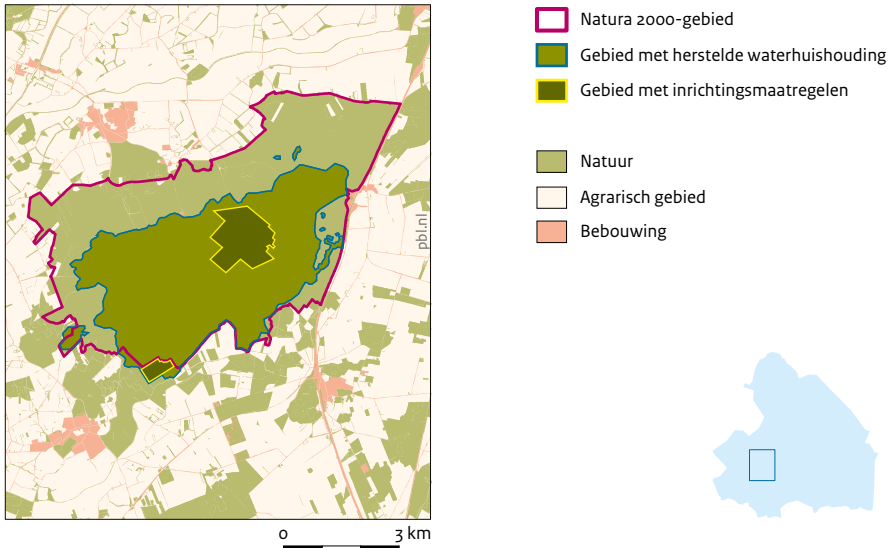 Natura 2000-gebied
Gebied met herstelde waterhuishouding
Gebied met inrichtingsmaatregelen
Natuur
Agrarisch gebied
Bebouwing
pbl.nl
0 3 km